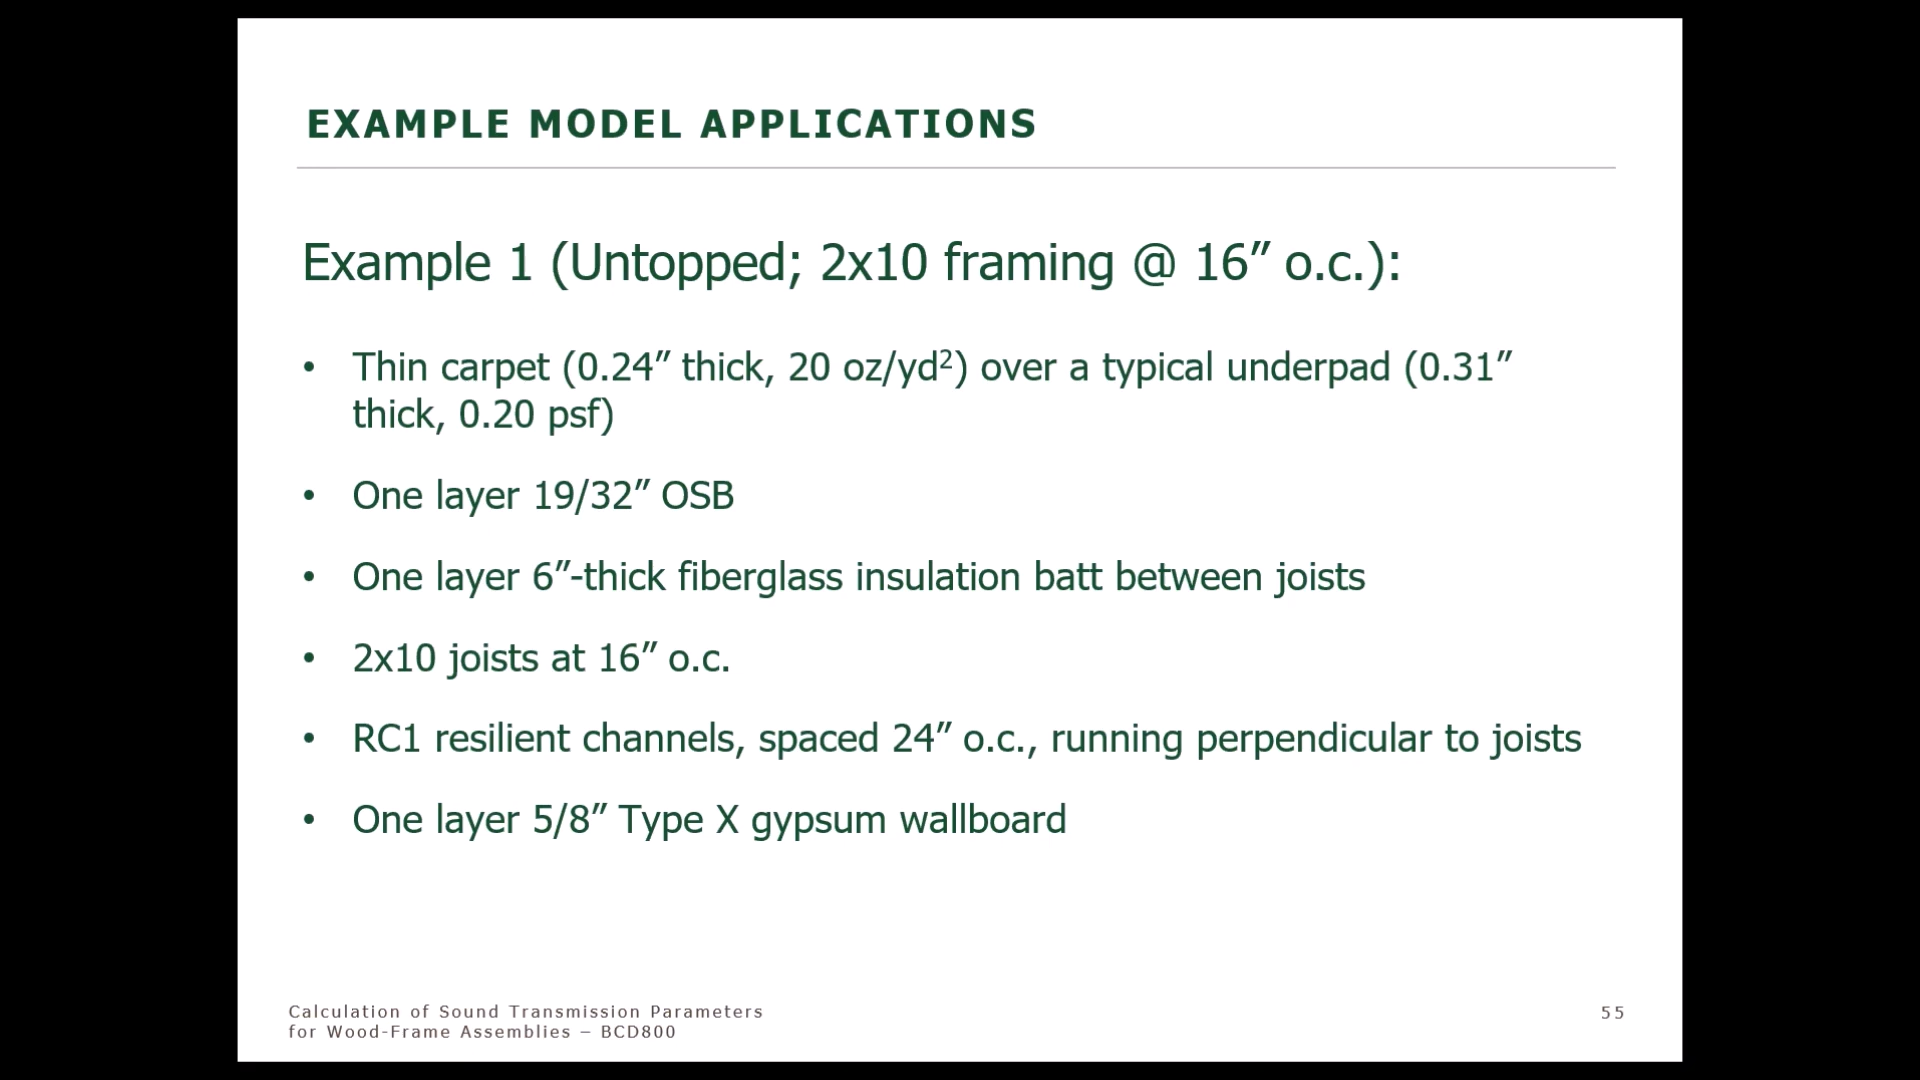 EXAMPLE MODEL APPLICATIONS
Example 1 (Untopped; 2x10 framing @ 16” o.c.):
• Thin carpet (0.24” thick, 20 oz/yd²) over a typical underpad (0.31”
thick, 0.20 psf)
• One layer 19/32” OSB
• One layer 6”-thick fiberglass insulation batt between joists
• 2x10 joists at 16” o.c.
• RC1 resilient channels, spaced 24” o.c., running perpendicular to joists
• One layer 5/8” Type X gypsum wallboard
Calculation of Sound Transmission Parameters
for Wood-Frame Assemblies – BCD800
55